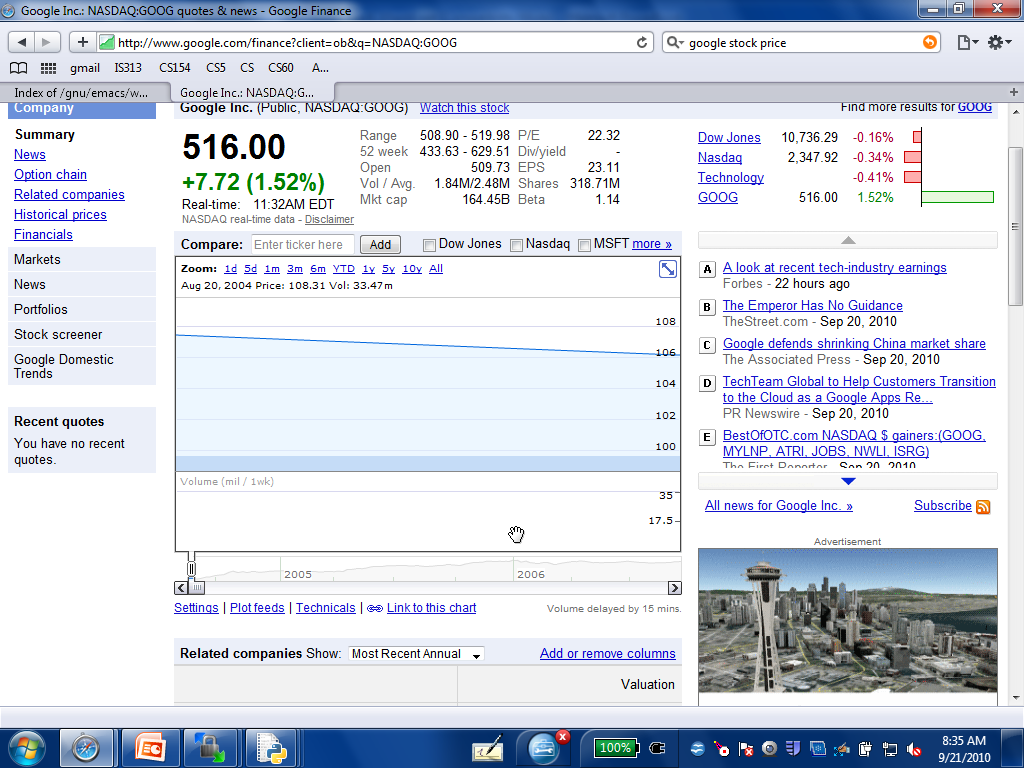 Google Inc.: NASDAQ:GOOG quotes & news - Google Finance
http://www.google.com/finance?client=ob&q=NASDAQ:GOOG
google stock price
gmail IS313 CS154 CS5 CS CS60 A...
Index of /gnu/emacs/w... Google Inc.: NASDAQ:G...
Company
Summary
News
Option chain
Related companies
Historical prices
Financials
Markets
News
Portfolios
Stock screener
Google Domestic
Trends
Recent quotes
You have no recent
quotes.
Google Inc. (Public, NASDAQ:GOOG) Watch this stock
Find more results for GOOG
516.00
+7.72 (1.52%)
Real-time: 11:32AM EDT
NASDAQ real-time data - Disclaimer
Range 508.90 - 519.98 P/E 22.32
52 week 433.63 - 629.51 Div/yield -
Open 509.73 EPS 23.11
Vol / Avg. 1.84M/2.48M Shares 318.71M
Mkt cap 164.45B Beta 1.14
Dow Jones 10,736.29 -0.16%
Nasdaq 2,347.92 -0.34%
Technology -0.41%
GOOG 516.00 1.52%
Compare: Enter ticker here Add Dow Jones Nasdaq MSFT more »
Zoom: 1d 5d 1m 3m 6m YTD 1y 5y 10y All
Aug 20, 2004 Price: 108.31 Vol: 33.47m
108
106
104
102
100
Volume (mil / 1wk)
35
17.5
2005 2006
Settings | Plot feeds | Technicals | Link to this chart Volume delayed by 15 mins.
Related companies Show: Most Recent Annual Add or remove columns
Valuation
A A look at recent tech-industry earnings
Forbes - 22 hours ago
B The Emperor Has No Guidance
TheStreet.com - Sep 20, 2010
C Google defends shrinking China market share
The Associated Press - Sep 20, 2010
D TechTeam Global to Help Customers Transition
to the Cloud as a Google Apps Re...
PR Newswire - Sep 20, 2010
E BestOfOTC.com NASDAQ $ gainers:(GOOG,
MYLNP, ATRI, JOBS, NWLI, ISRG)
The First Reporter - Sep 20, 2010
All news for Google Inc. » Subscribe
Advertisement
100%
8:35 AM
9/21/2010